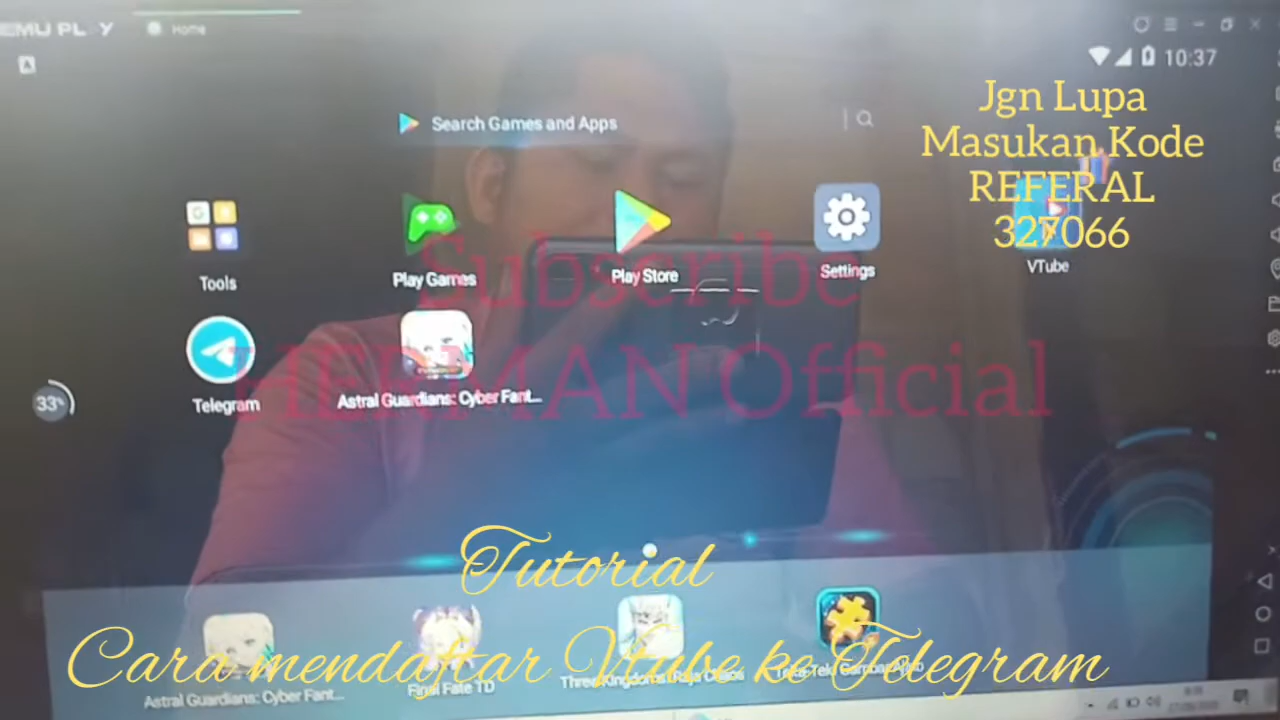 Home
10:37
Search Games and Apps
Jgn Lupa
Masukan Kode
REFERAL
327066
Tools
Play Games
Play Store
Settings
VTube
Subscribe
HERMAN Official
33%
Telegram
Astral Guardians: Cyber Fant...
Tutorial
Cara mendaftar Vtube ke Telegram
Astral Guardians: Cyber Fant...
Final Fate TD